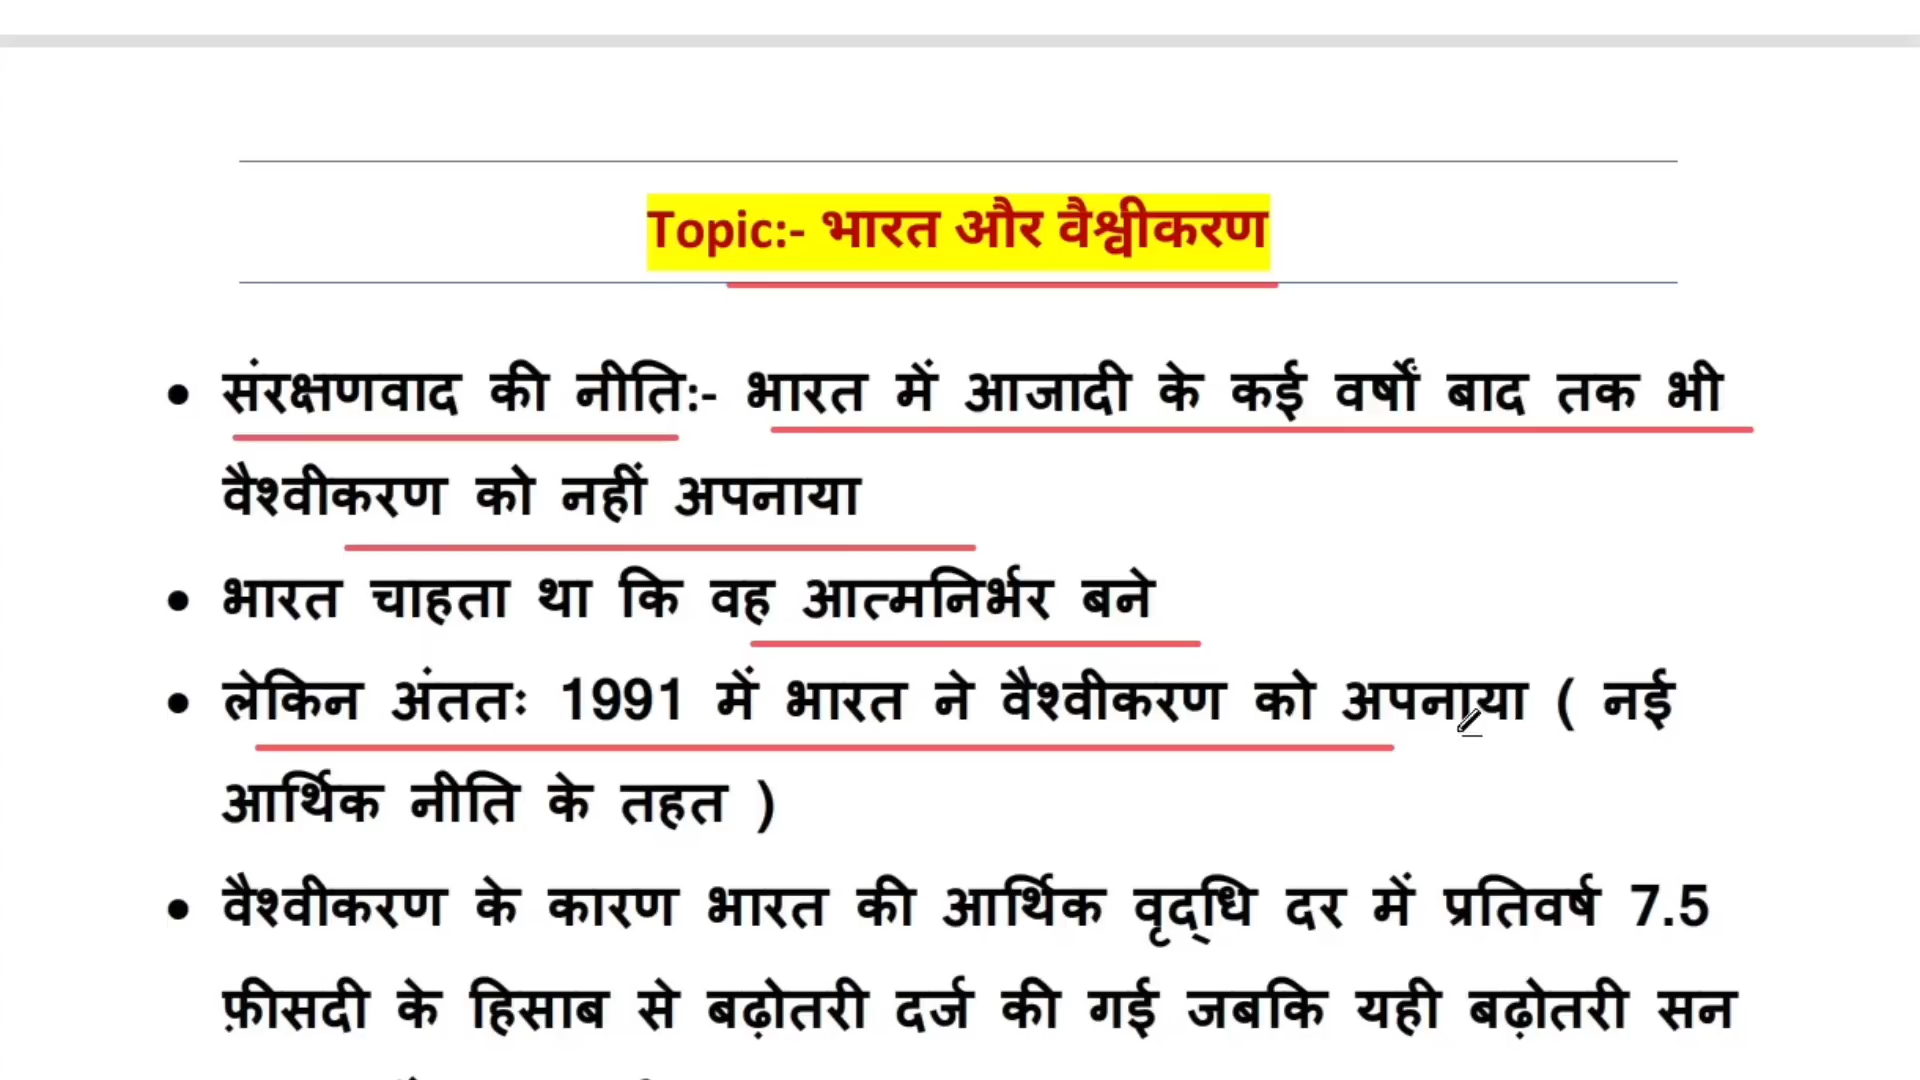 Topic:- भारत और वैश्वीकरण
• संरक्षणवाद की नीति:- भारत में आजादी के कई वर्षों बाद तक भी
वैश्वीकरण को नहीं अपनाया
• भारत चाहता था कि वह आत्मनिर्भर बने
• लेकिन अंततः 1991 में भारत ने वैश्वीकरण को अपनाया ( नई
आर्थिक नीति के तहत )
• वैश्वीकरण के कारण भारत की आर्थिक वृद्धि दर में प्रतिवर्ष 7.5
फ़ीसदी के हिसाब से बढ़ोतरी दर्ज की गई जबकि यही बढ़ोतरी सन